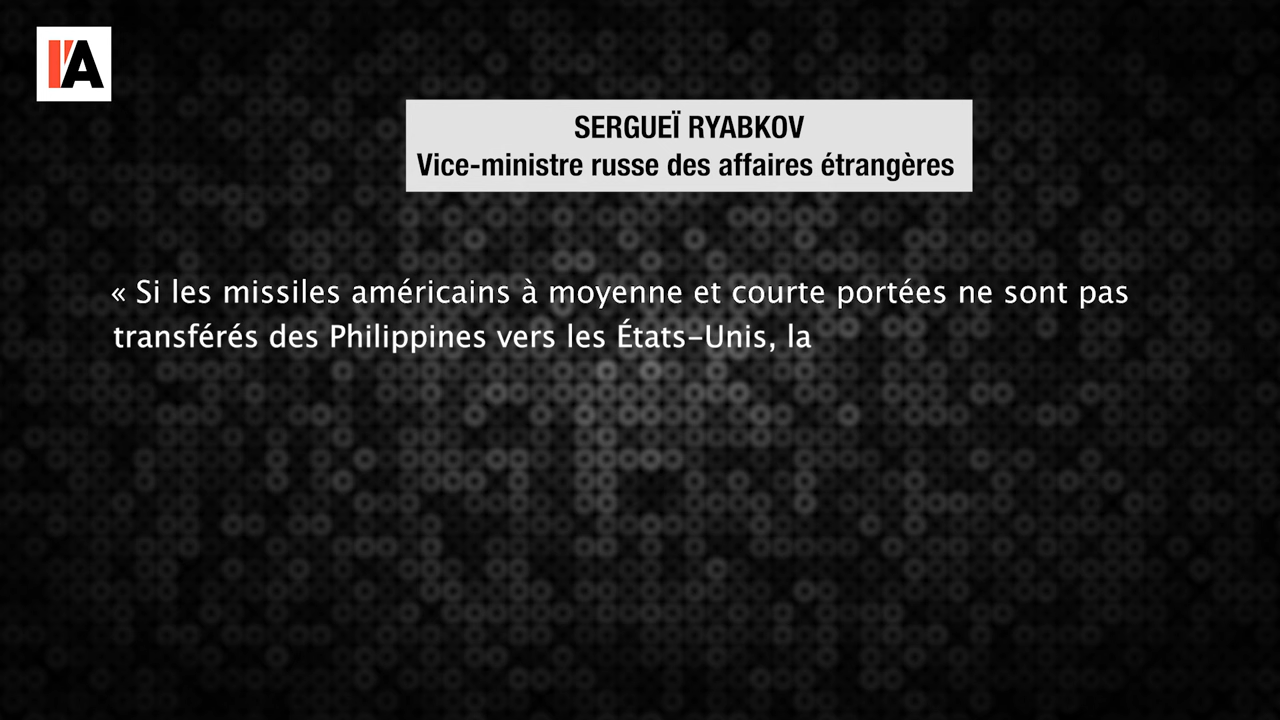 I'A
SERGUEÏ RYABKOV
Vice-ministre russe des affaires étrangères
« Si les missiles américains à moyenne et courte portées ne sont pas
transférés des Philippines vers les États-Unis, la